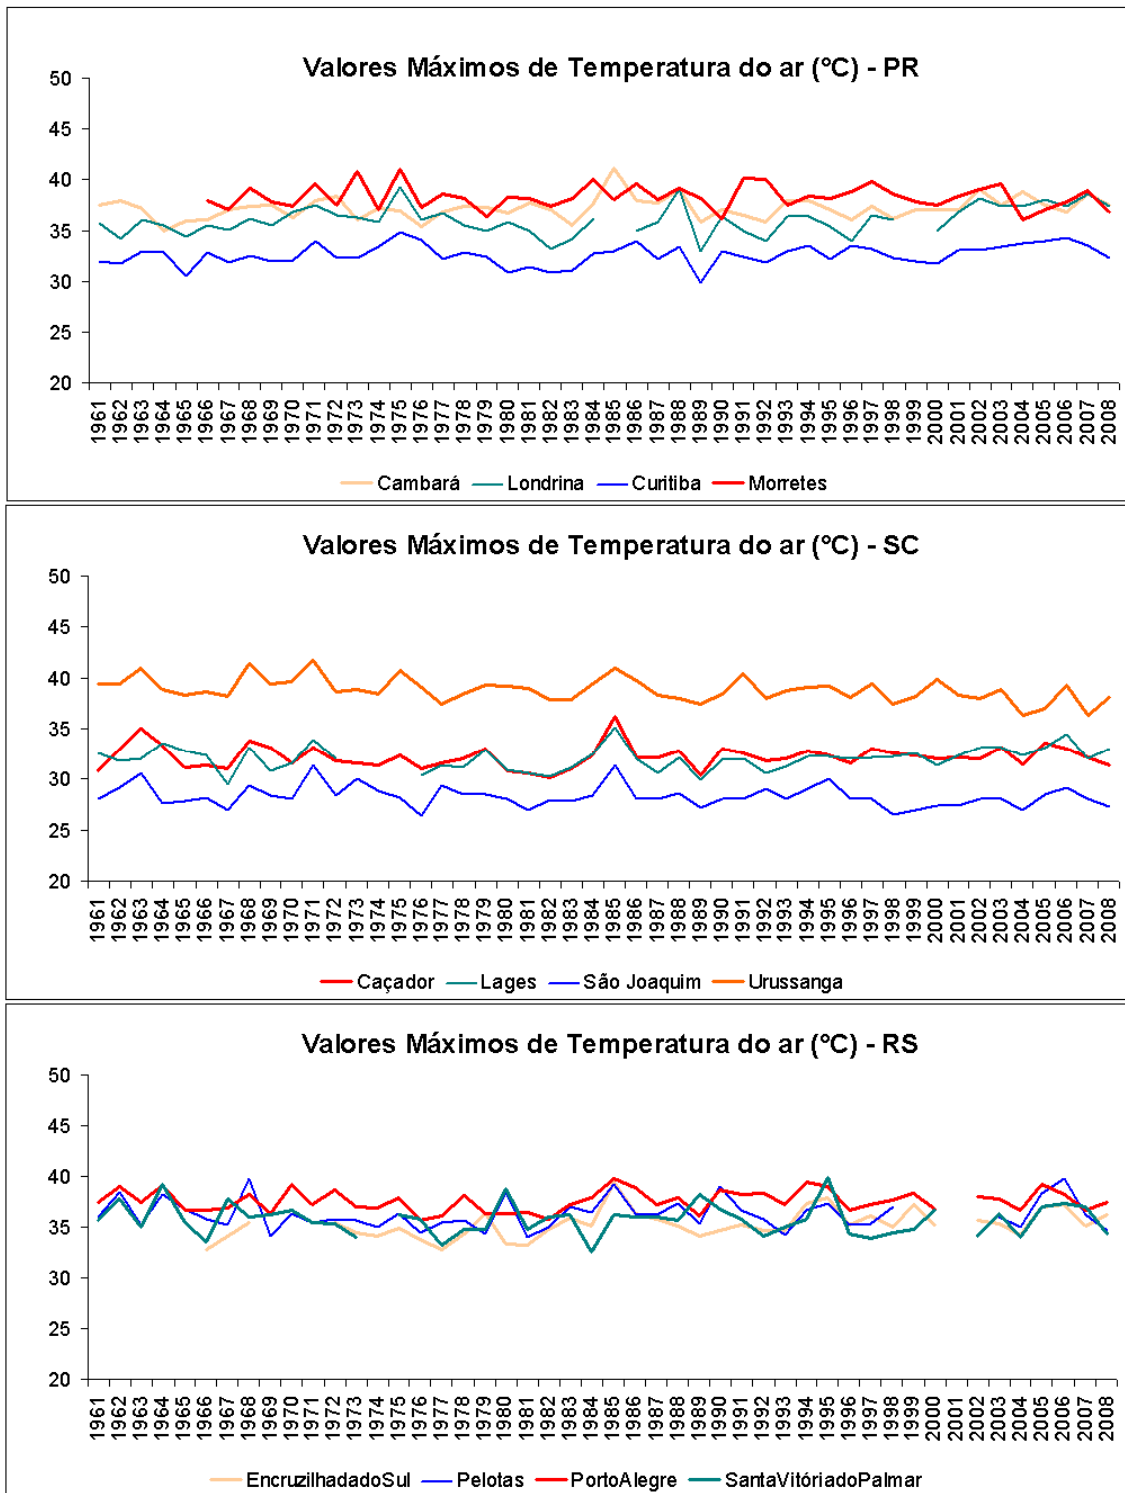 Valores Máximos de Temperatura do ar (ºC) - PR
50
45
40
35
30
25
20
1961 1962 1963 1964 1965 1966 1967 1968 1969 1970 1971 1972 1973 1974 1975 1976 1977 1978 1979 1980 1981 1982 1983 1984 1985 1986 1987 1988 1989 1990 1991 1992 1993 1994 1995 1996 1997 1998 1999 2000 2001 2002 2003 2004 2005 2006 2007 2008
Cambará Londrina Curitiba Morretes
Valores Máximos de Temperatura do ar (ºC) - SC
50
45
40
35
30
25
20
1961 1962 1963 1964 1965 1966 1967 1968 1969 1970 1971 1972 1973 1974 1975 1976 1977 1978 1979 1980 1981 1982 1983 1984 1985 1986 1987 1988 1989 1990 1991 1992 1993 1994 1995 1996 1997 1998 1999 2000 2001 2002 2003 2004 2005 2006 2007 2008
Caçador Lages São Joaquim Urussanga
Valores Máximos de Temperatura do ar (ºC) - RS
50
45
40
35
30
25
20
1961 1962 1963 1964 1965 1966 1967 1968 1969 1970 1971 1972 1973 1974 1975 1976 1977 1978 1979 1980 1981 1982 1983 1984 1985 1986 1987 1988 1989 1990 1991 1992 1993 1994 1995 1996 1997 1998 1999 2000 2001 2002 2003 2004 2005 2006 2007 2008
EncruzilhadadoSul Pelotas PortoAlegre SantaVitóriadoPalmar